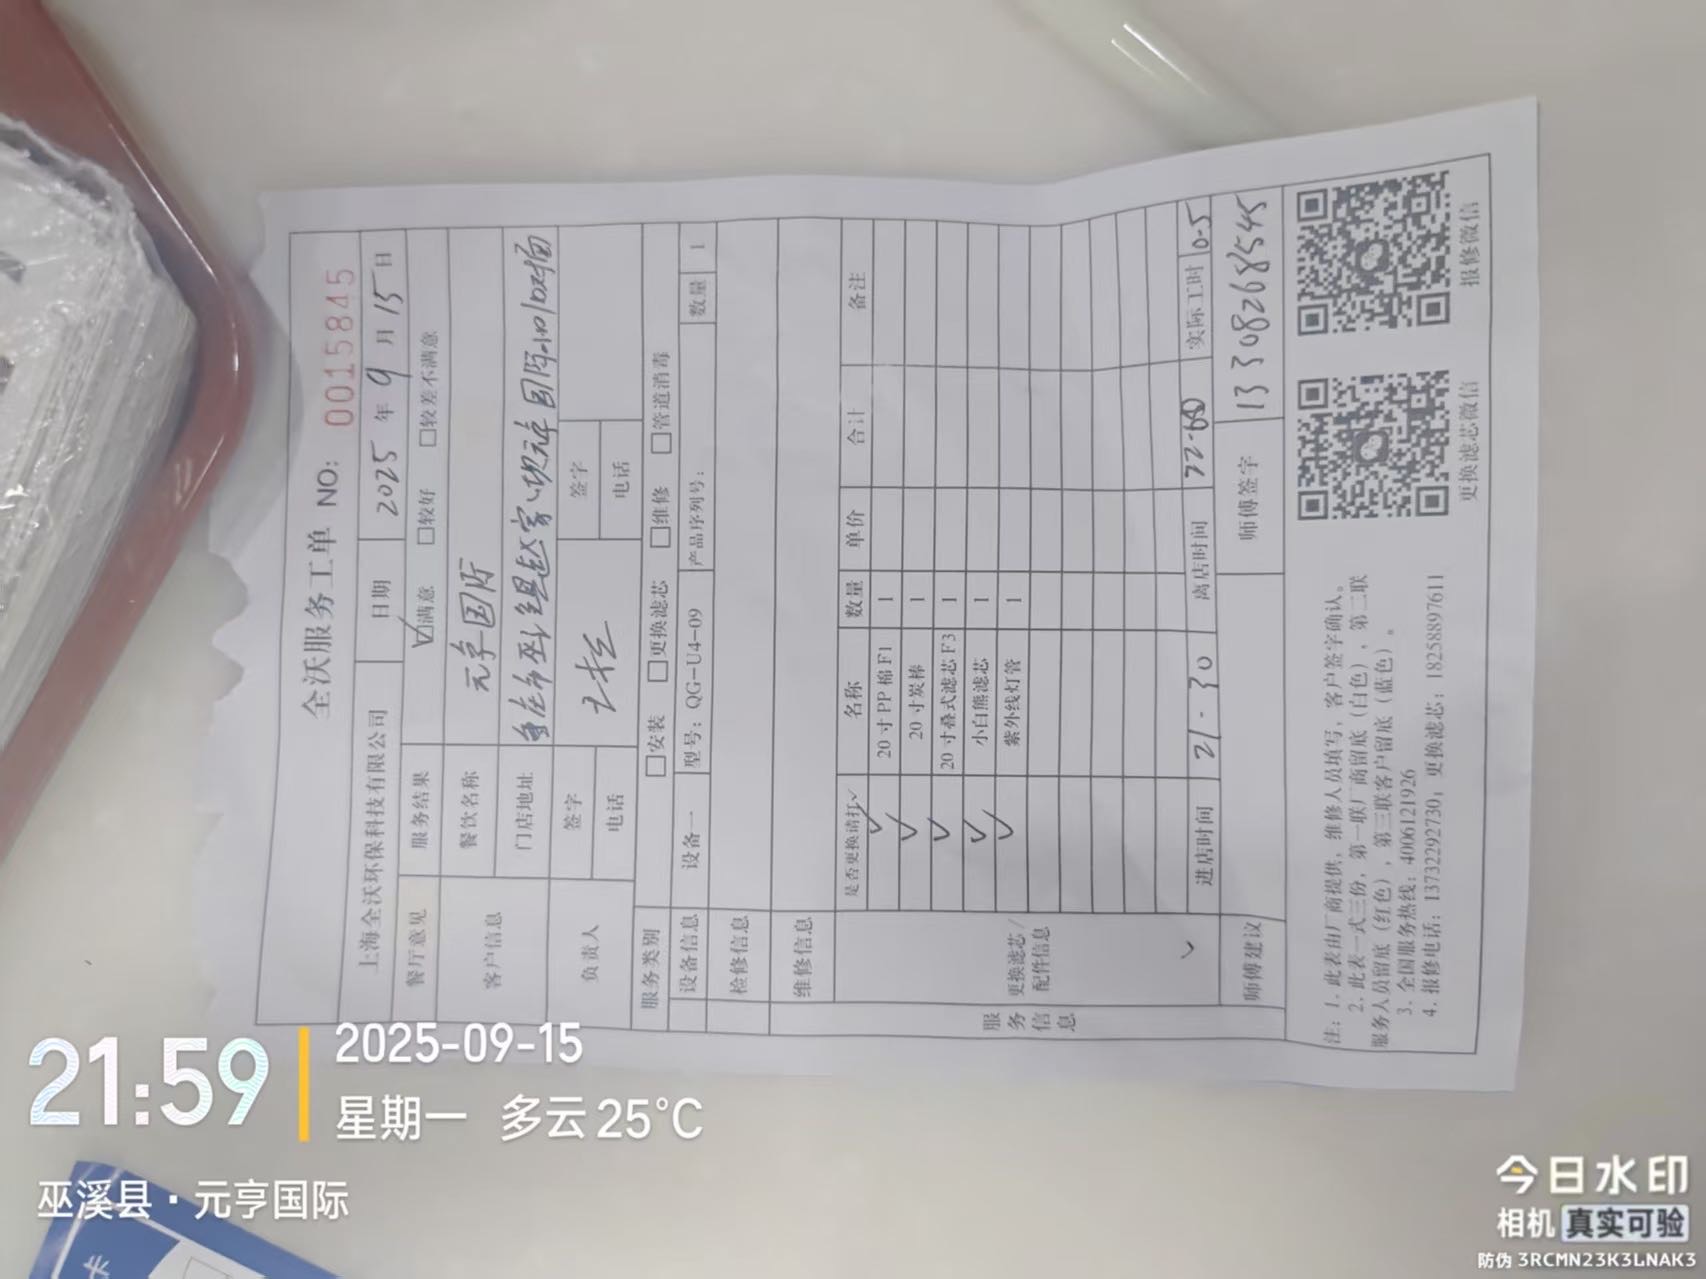 全沃服务工单 NO: 0015845
上海全沃环保科技有限公司 日期 2025 年 9 月 15 日
餐厅意见 服务结果 ☑满意 □较好 □较差不满意
客户信息 餐饮名称 元亨国际
门店地址 国际小区对面
负责人 签字 签字
电话 电话
服务类别 □安装 □更换滤芯 □维修 □管道消毒
设备信息 设备一 型号: QG-U4-09 产品序列号: 数量 1
检修信息
维修信息
服务信息
更换滤芯/配件信息
是否更换请打√ 名称 数量 单价 合计 备注
√ 20寸PP棉F1 1
√ 20寸炭棒 1
√ 20寸叠式滤芯F3 1
√ 小白熊滤芯 1
√ 紫外线灯管 1
进店时间 21-30 离店时间 实际工时 0.5
师傅建议 师傅签字 13308268545
注: 1. 此表由厂商提供, 维修人员填写, 客户签字确认。
2. 此表一式三份, 第一联厂商留底 (白色), 第二联
服务人员留底 (红色), 第三联客户留底 (蓝色)。
3. 全国服务热线: 4006121926
4. 报修电话: 13732292730; 更换滤芯: 18258897611
更换滤芯微信 报修微信
21:59
2025-09-15
星期一 多云 25°C
巫溪县·元亨国际
卡
今日水印
相机 真实可验
防伪 3RCMN23K3LNAK3